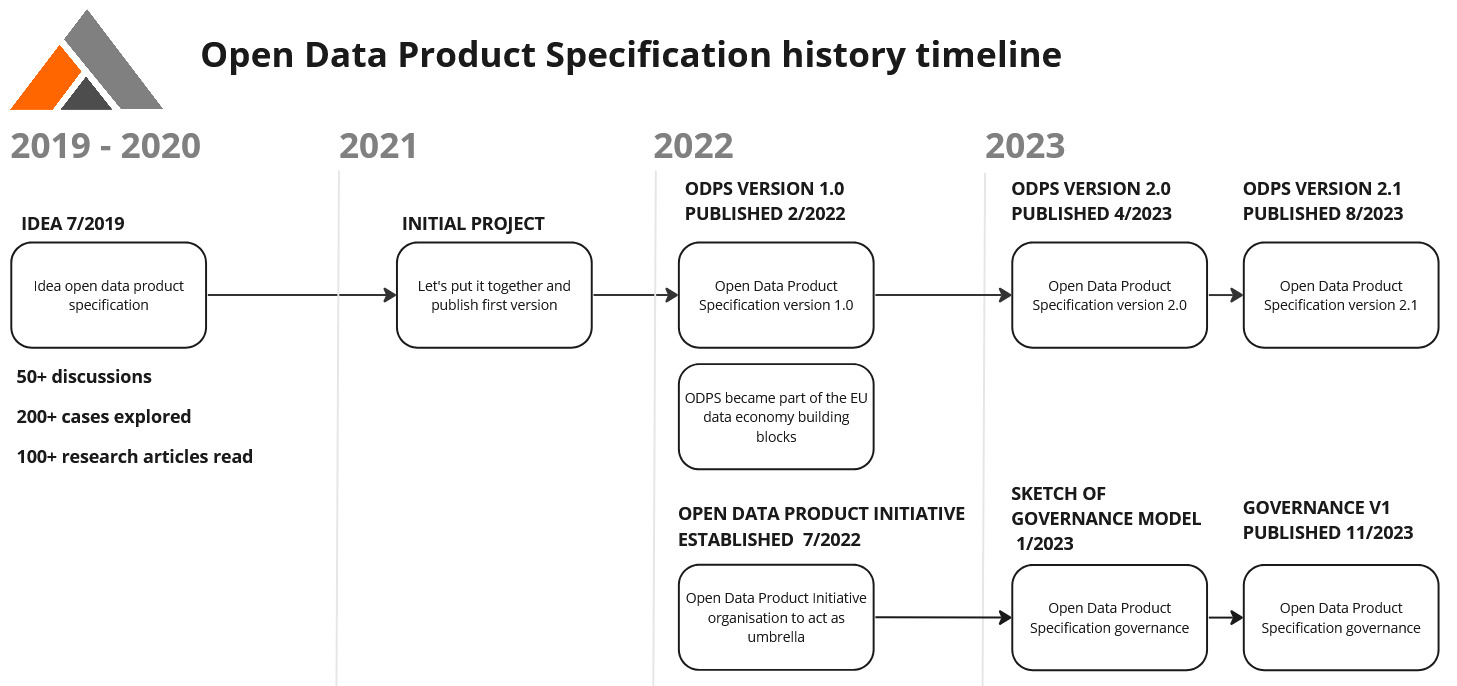 Open Data Product Specification history timeline
2019 - 2020
2021
2022
2023
IDEA 7/2019
Idea open data product
specification
50+ discussions
200+ cases explored
100+ research articles read
INITIAL PROJECT
Let's put it together and
publish first version
ODPS VERSION 1.0
PUBLISHED 2/2022
Open Data Product
Specification version 1.0
ODPS became part of the EU
data economy building
blocks
OPEN DATA PRODUCT INITIATIVE
ESTABLISHED  7/2022
Open Data Product Initiative
organisation to act as
umbrella
ODPS VERSION 2.0
PUBLISHED 4/2023
Open Data Product
Specification version 2.0
ODPS VERSION 2.1
PUBLISHED 8/2023
Open Data Product
Specification version 2.1
SKETCH OF
GOVERNANCE MODEL
1/2023
Open Data Product
Specification governance
GOVERNANCE V1
PUBLISHED 11/2023
Open Data Product
Specification governance